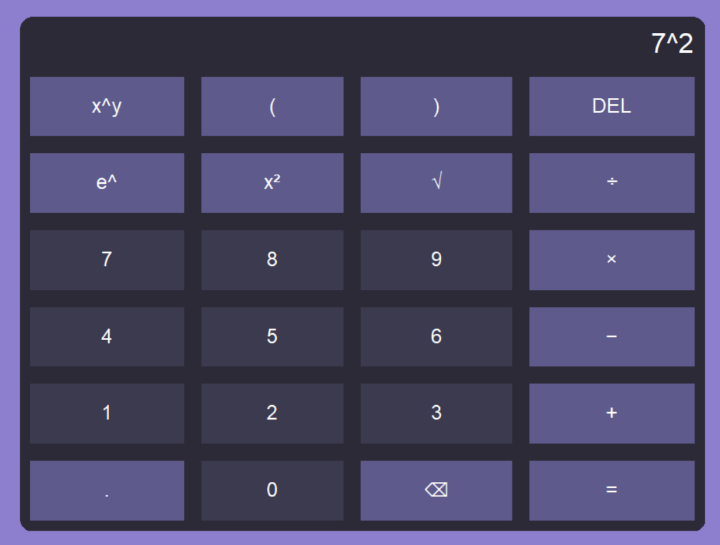 7^2
x^y ( ) DEL
e^ x² √ ÷
7 8 9 ×
4 5 6 −
1 2 3 +
. 0 ⌫ =